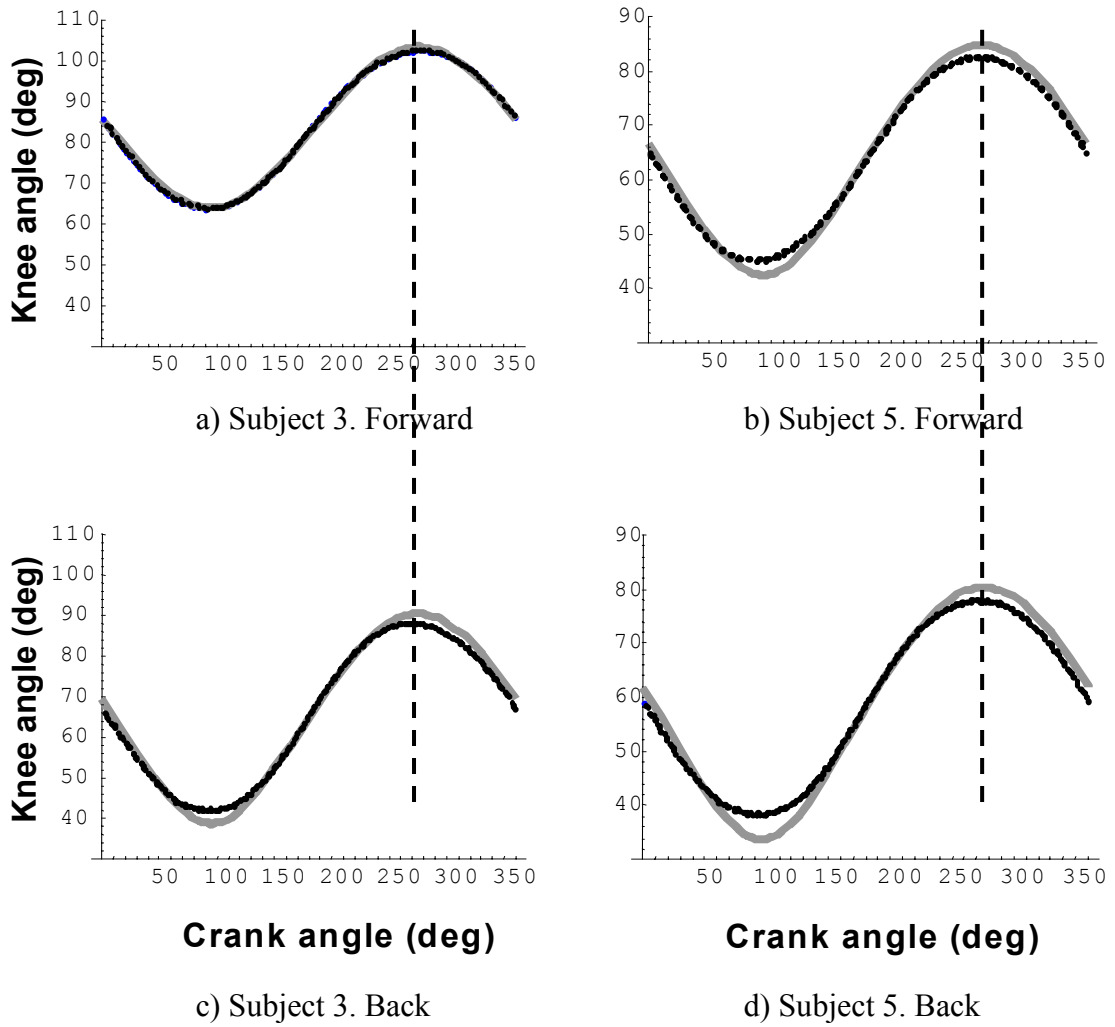 Knee angle (deg)
110
100
90
80
70
60
40
50 100 150 200 250 300 350
a) Subject 3. Forward
90
80
70
60
50
40
50 100 150 200 250 300 350
b) Subject 5. Forward
Knee angle (deg)
110
100
90
80
70
60
50
40
50 100 150 200 250 300 350
Crank angle (deg)
c) Subject 3. Back
90
80
70
60
50
40
50 100 150 200 250 300 350
Crank angle (deg)
d) Subject 5. Back